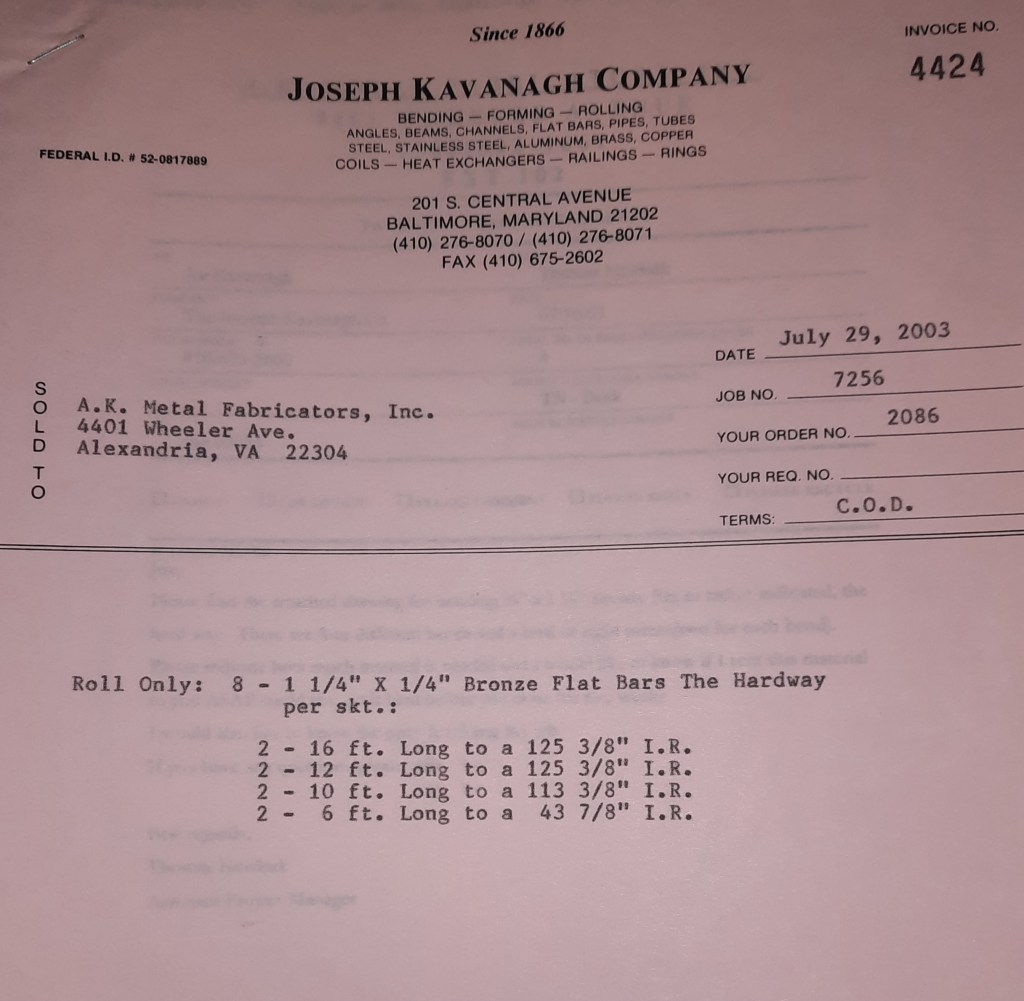 Since 1866
INVOICE NO.
4424
JOSEPH KAVANAGH COMPANY
BENDING — FORMING — ROLLING
ANGLES, BEAMS, CHANNELS, FLAT BARS, PIPES, TUBES
STEEL, STAINLESS STEEL, ALUMINUM, BRASS, COPPER
COILS — HEAT EXCHANGERS — RAILINGS — RINGS
FEDERAL I.D. # 52-0817889
201 S. CENTRAL AVENUE
BALTIMORE, MARYLAND 21202
(410) 276-8070 / (410) 276-8071
FAX (410) 675-2602
DATE July 29, 2003
JOB NO. 7256
YOUR ORDER NO. 2086
YOUR REQ. NO.
TERMS: C.O.D.
SOLD TO
A.K. Metal Fabricators, Inc.
4401 Wheeler Ave.
Alexandria, VA 22304
Roll Only: 8 - 1 1/4" X 1/4" Bronze Flat Bars The Hardway
per skt.:
2 - 16 ft. Long to a 125 3/8" I.R.
2 - 12 ft. Long to a 125 3/8" I.R.
2 - 10 ft. Long to a 113 3/8" I.R.
2 - 6 ft. Long to a 43 7/8" I.R.